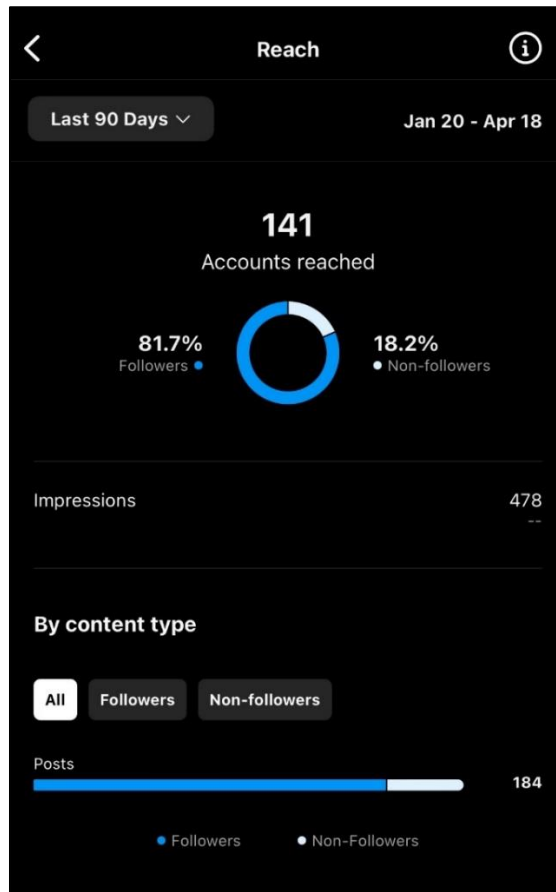 Reach
Last 90 Days
Jan 20 - Apr 18
141
Accounts reached
81.7%
Followers
18.2%
Non-followers
Impressions
478
--
By content type
All
Followers
Non-followers
Posts
184
Followers
Non-Followers